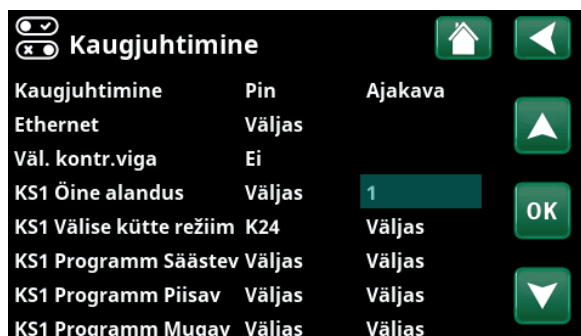 Kaugjuhtimine
Kaugjuhtimine Pin Ajakava
Ethernet Väljas
Väl. kontr.viga Ei
KS1 Öine alandus Väljas 1
OK
KS1 Välise kütte režiim K24 Väljas
KS1 Programm Säästev Väljas Väljas
KS1 Programm Piisav Väljas Väljas
KS1 Programm Mugav Väljas Väljas